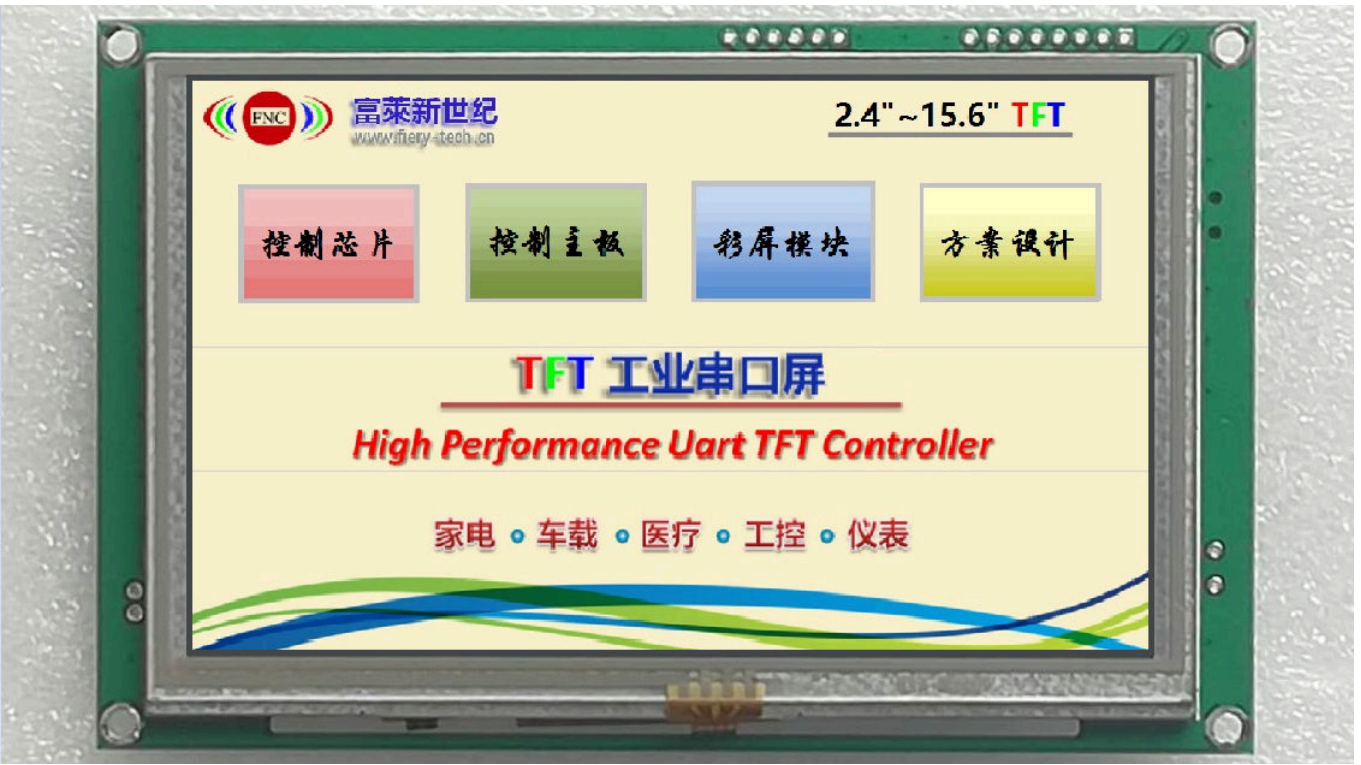 FNC
富莱新世纪
www.fiery-tech.cn
2.4"~15.6" TFT
控制芯片
控制主板
彩屏模块
方案设计
TFT 工业串口屏
High Performance Uart TFT Controller
家电 • 车载 • 医疗 • 工控 • 仪表